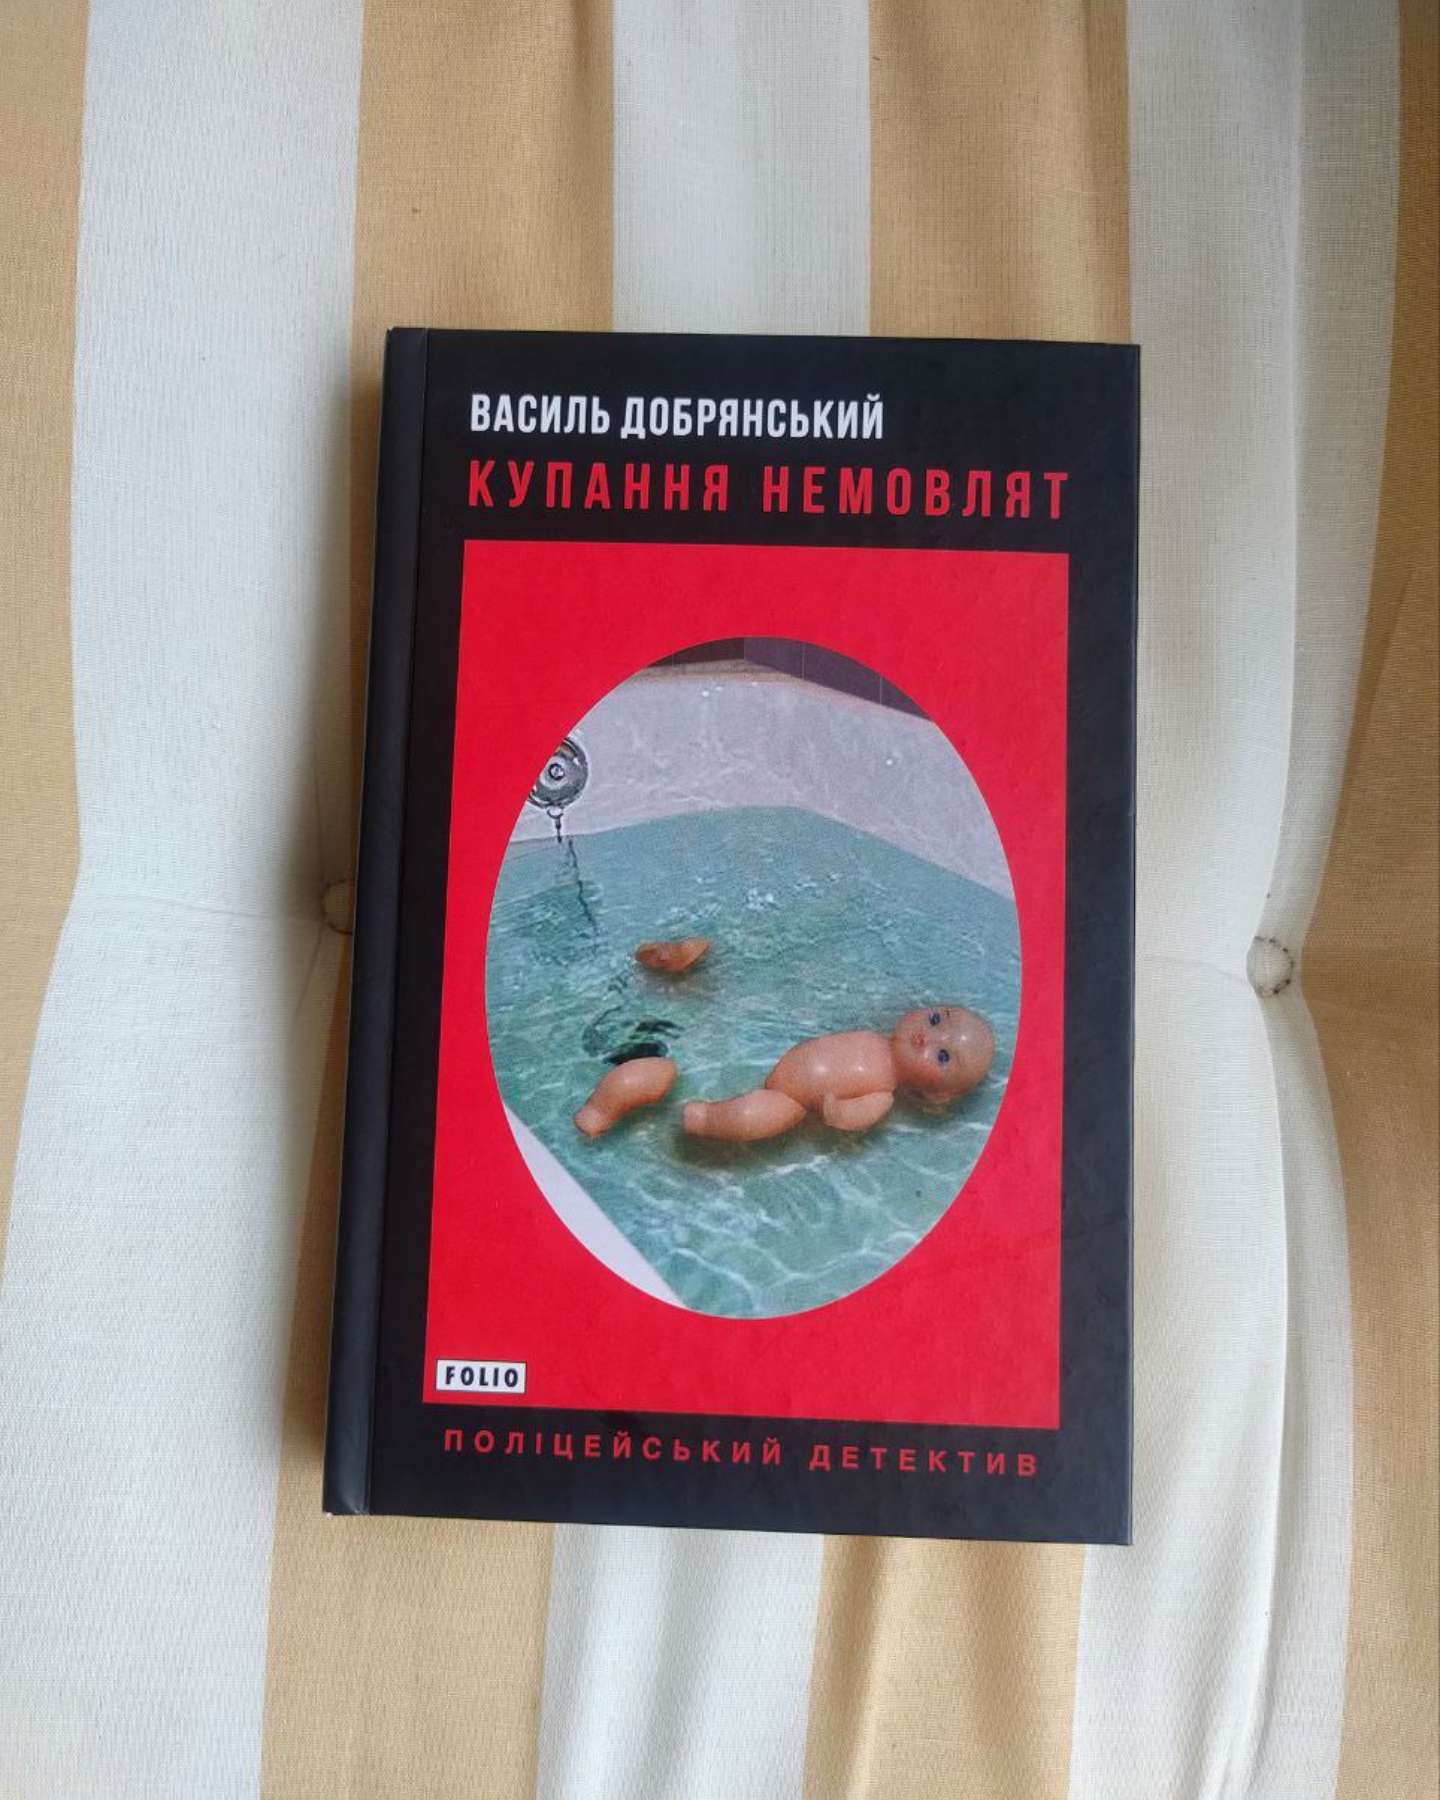 ВАСИЛЬ ДОБРЯНСЬКИЙ
КУПАННЯ НЕМОВЛЯТ
FOLIO
ПОЛІЦЕЙСЬКИЙ ДЕТЕКТИВ